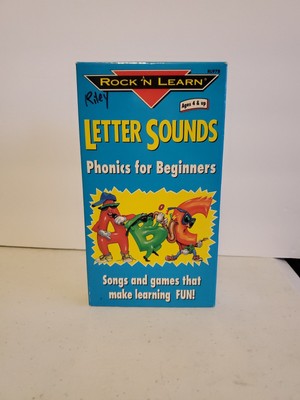 ROCK 'N LEARN®
Riley
Ages 4 & up
LETTER SOUNDS
Phonics for Beginners
Songs and games that
make learning FUN!